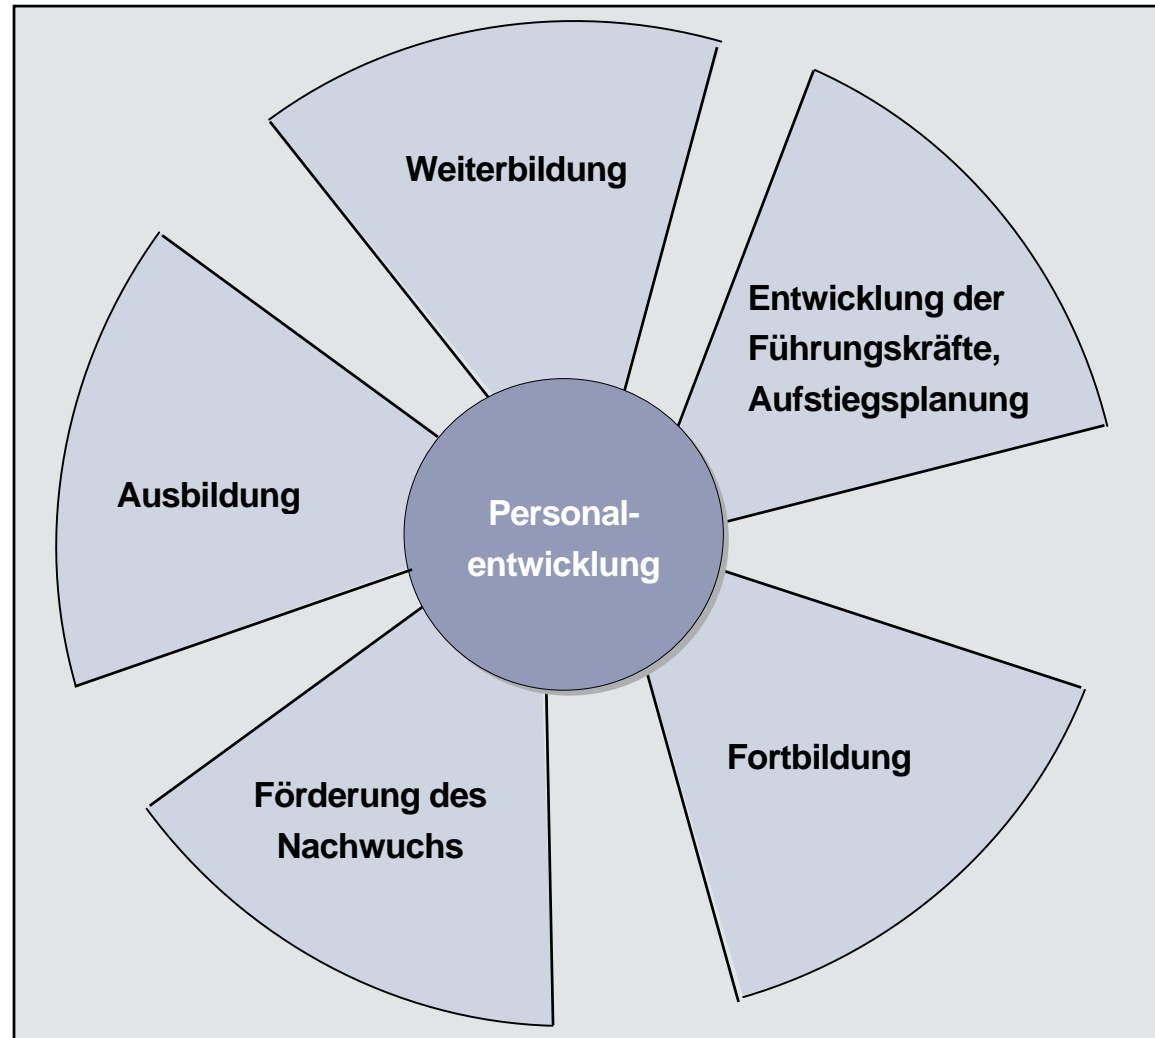 Weiterbildung
Entwicklung der
Führungskräfte,
Aufstiegsplanung
Ausbildung
Personal-
entwicklung
Fortbildung
Förderung des
Nachwuchs